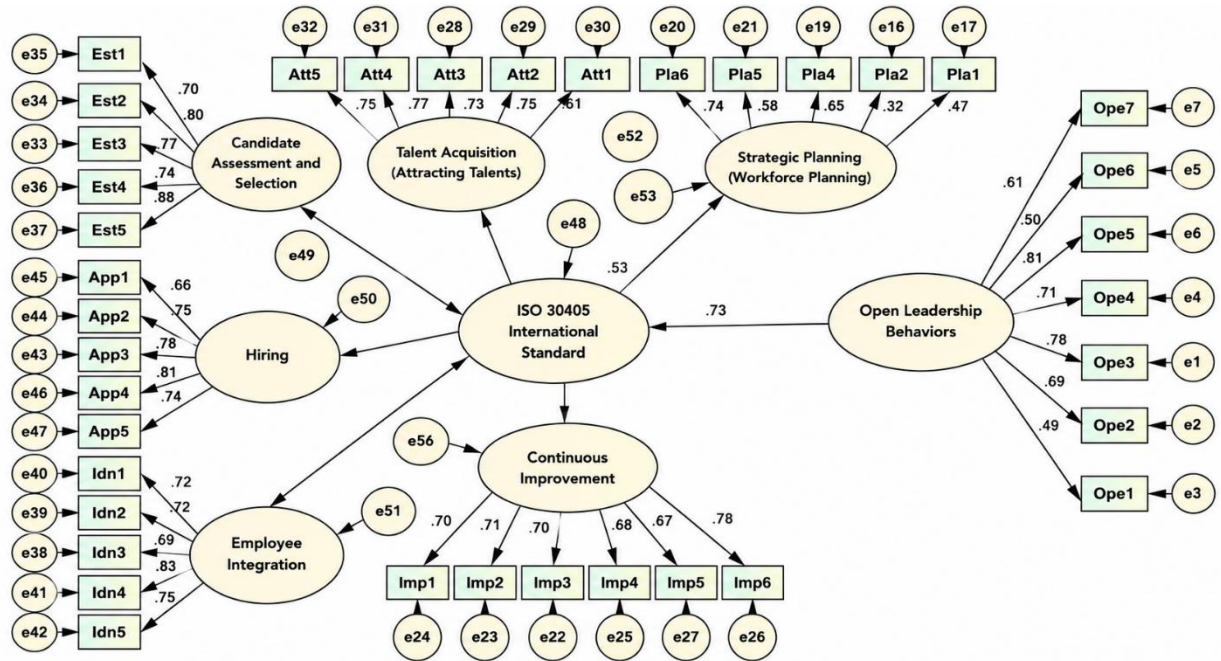 e32
e31
e28
e29
e30
e20
e21
e19
e16
e17
e35
Est1
Att5
Att4
Att3
Att2
Att1
Pla6
Pla5
Pla4
Pla2
Pla1
.70
.75
.77
.73
.75
.61
.74
.58
.65
.32
.47
e34
Est2
.80
e33
Est3
.77
e36
Est4
.74
e37
Est5
.88
Candidate
Assessment and
Selection
Talent Acquisition
(Attracting Talents)
e52
e53
Strategic Planning
(Workforce Planning)
Ope7
e7
.61
Ope6
e5
.50
Ope5
e6
.81
Ope4
e4
.71
Ope3
e1
.78
Ope2
e2
.69
Ope1
e3
.49
Open Leadership
Behaviors
.73
e48
.53
e49
e50
ISO 30405
International
Standard
e45
App1
.66
e44
App2
.75
e43
App3
.78
e46
App4
.81
e47
App5
.74
Hiring
e40
Idn1
.72
e39
Idn2
.72
e38
Idn3
.69
e41
Idn4
.83
e42
Idn5
.75
Employee
Integration
e51
e56
Continuous
Improvement
.70
.71
.70
.68
.67
.78
Imp1
Imp2
Imp3
Imp4
Imp5
Imp6
e24
e23
e22
e25
e27
e26